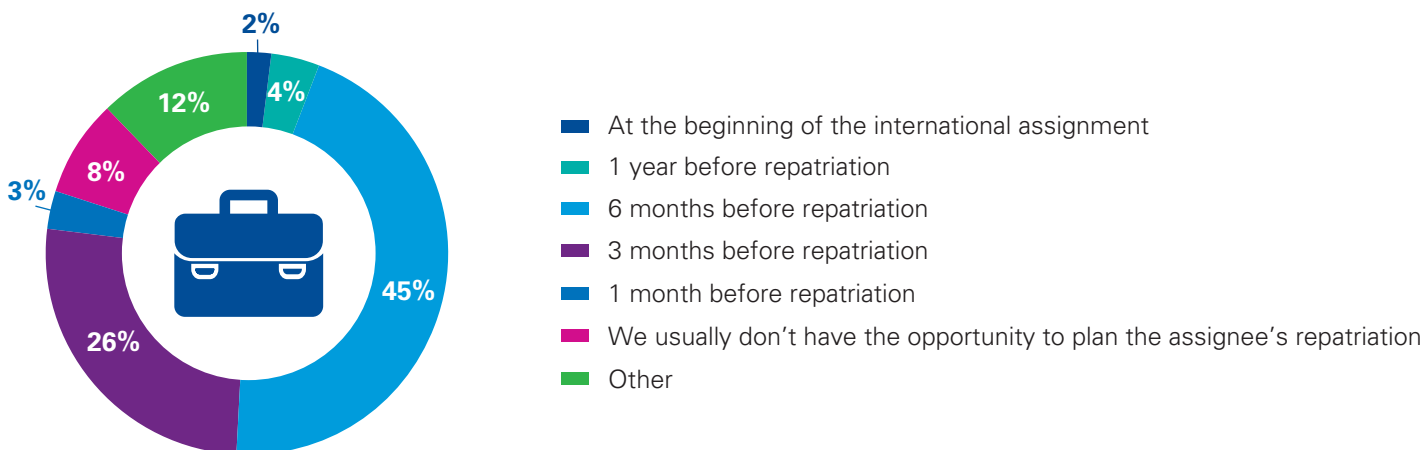 2%
4%
12%
8%
3%
45%
26%
At the beginning of the international assignment
1 year before repatriation
6 months before repatriation
3 months before repatriation
1 month before repatriation
We usually don’t have the opportunity to plan the assignee’s repatriation
Other